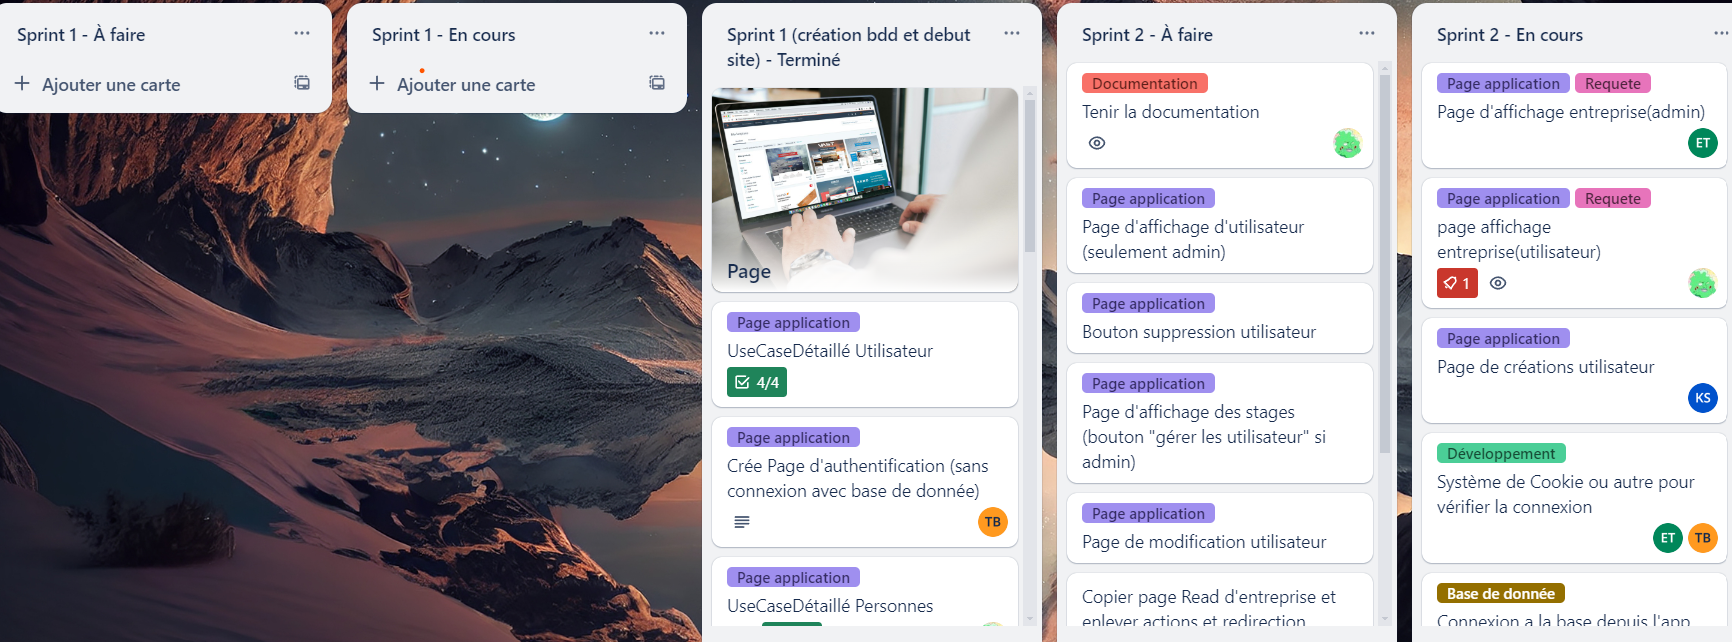 Sprint 1 - À faire
Ajouter une carte
Sprint 1 - En cours
Ajouter une carte
Sprint 1 (création bdd et debut
site) - Terminé
Page
Page application
UseCaseDétaillé Utilisateur
4/4
Page application
Crée Page d'authentification (sans
connexion avec base de donnée)
TB
Page application
UseCaseDétaillé Personnes
Sprint 2 - À faire
Documentation
Tenir la documentation
Page application
Page d'affichage d'utilisateur
(seulement admin)
Page application
Bouton suppression utilisateur
Page application
Page d'affichage des stages
(bouton "gérer les utilisateur" si
admin)
Page application
Page de modification utilisateur
Copier page Read d'entreprise et
enlever actions et redirection
Sprint 2 - En cours
Page application Requete
Page d'affichage entreprise(admin)
ET
Page application Requete
page affichage
entreprise(utilisateur)
1
Page application
Page de créations utilisateur
KS
Développement
Système de Cookie ou autre pour
vérifier la connexion
ET TB
Base de donnée
Connexion a la base depuis l'app